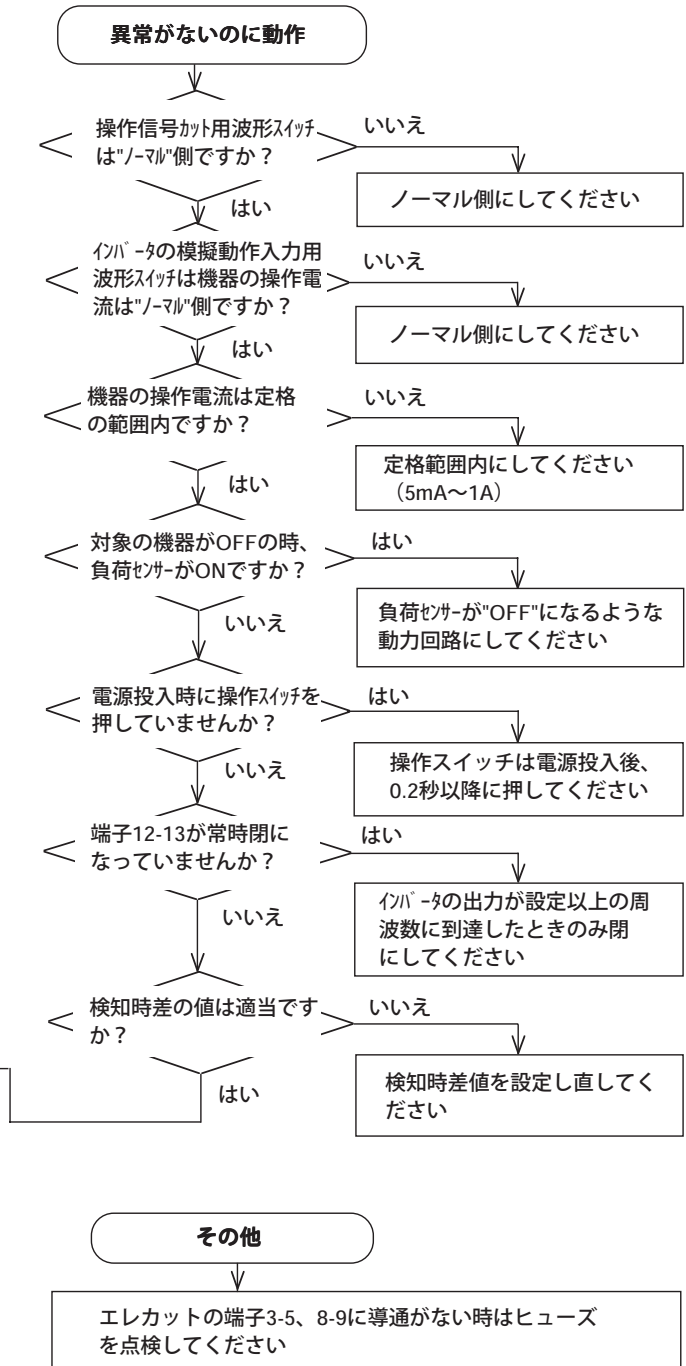 異常がないのに動作
操作信号ｶｯﾄ用波形ｽｲｯﾁ
は"ﾉｰﾏﾙ"側ですか？
いいえ
ノーマル側にしてください
はい
ｲﾝﾊﾞｰﾀの模擬動作入力用
波形ｽｲｯﾁは機器の操作電
流は"ﾉｰﾏﾙ"側ですか？
いいえ
ノーマル側にしてください
はい
機器の操作電流は定格
の範囲内ですか？
いいえ
定格範囲内にしてください
（5mA～1A）
はい
対象の機器がOFFの時、
負荷ｾﾝｻｰがONですか？
はい
負荷ｾﾝｻｰが"OFF"になるような
動力回路にしてください
いいえ
電源投入時に操作ｽｲｯﾁを
押していませんか？
はい
操作スイッチは電源投入後、
0.2秒以降に押してください
いいえ
端子12-13が常時閉に
なっていませんか？
はい
ｲﾝﾊﾞｰﾀの出力が設定以上の周
波数に到達したときのみ閉
にしてください
いいえ
検知時差の値は適当です
か？
いいえ
検知時差値を設定し直してく
ださい
はい
その他
エレカットの端子3-5、8-9に導通がない時はヒューズ
を点検してください